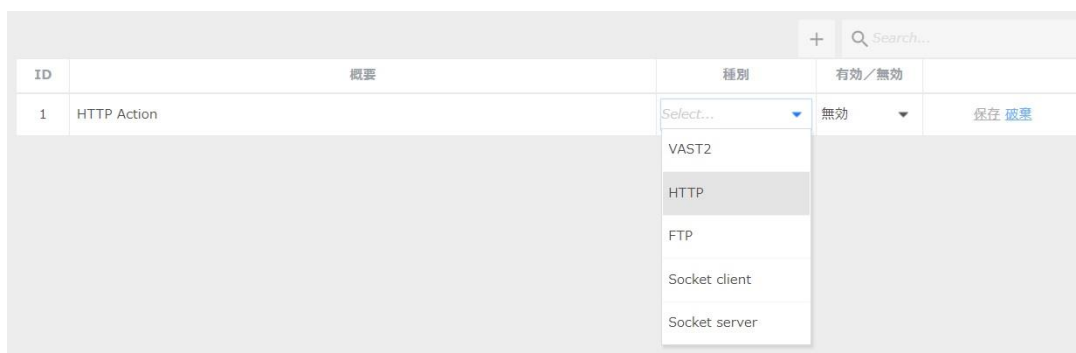 + Search...
ID 概要 種別 有効／無効
1 HTTP Action Select... 無効 保存 破棄
VAST2
HTTP
FTP
Socket client
Socket server